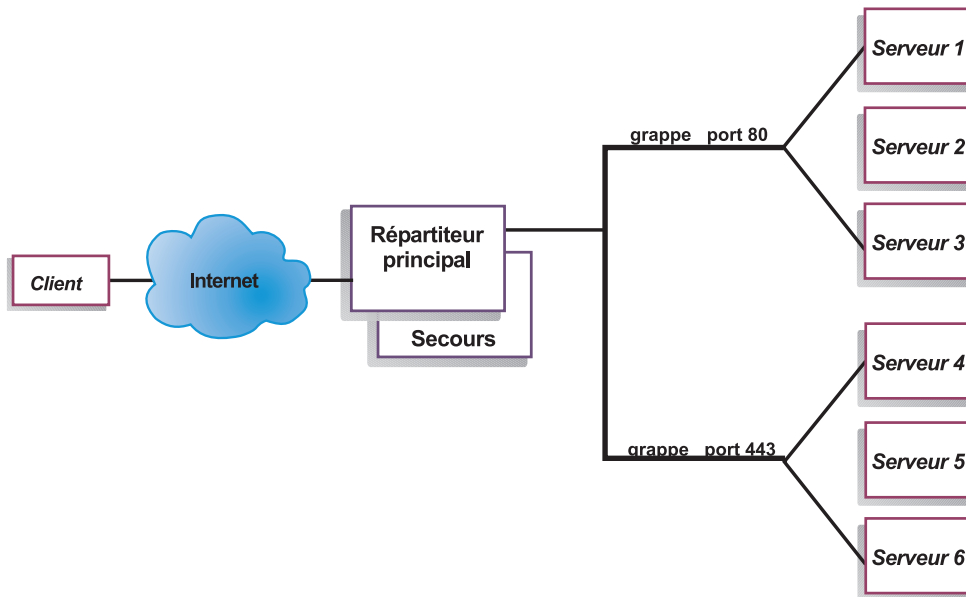 Client
Internet
Répartiteur
principal
Secours
grappe port 80
Serveur 1
Serveur 2
Serveur 3
grappe port 443
Serveur 4
Serveur 5
Serveur 6